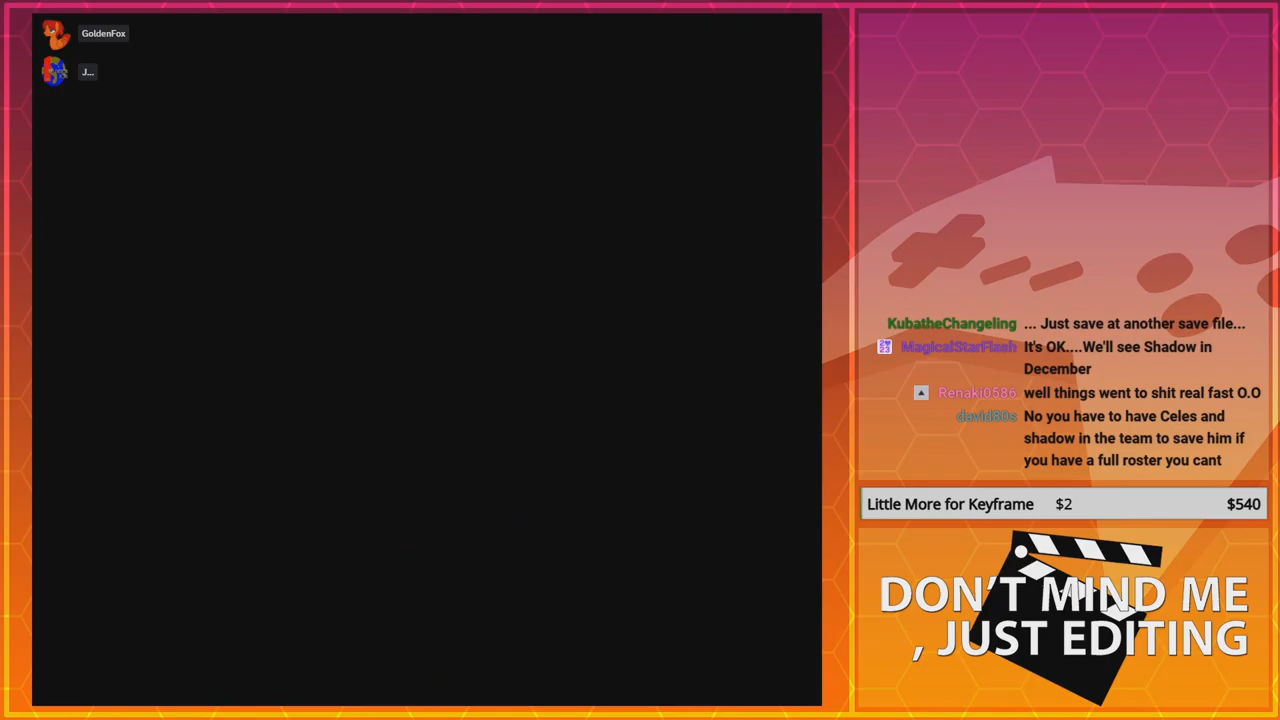 GoldenFox
J...
KubatheChangeling ... Just save at another save file...
MagicalStarFlash It's OK....We'll see Shadow in
December
Renaki0586 well things went to shit real fast O.O
david80s No you have to have Celes and
shadow in the team to save him if
you have a full roster you cant
Little More for Keyframe $2 $540
DON'T MIND ME
, JUST EDITING